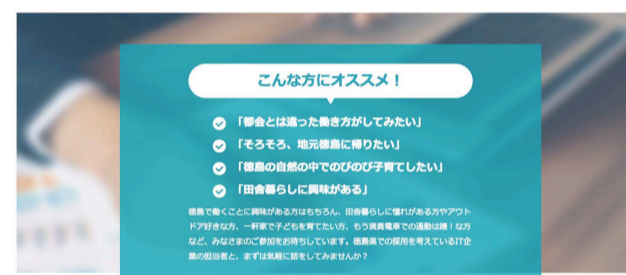 こんな方にオススメ！
「都会とは違った働き方がしてみたい」
「そろそろ、地元徳島に帰りたい」
「徳島の自然の中でのびのび子育てしたい」
「田舎暮らしに興味がある」
徳島で働くことに興味がある方はもちろん、田舎暮らしに憧れがある方やアウト
ドア好きな方、一軒家で子どもを育てたい方、もう満員電車での通勤は嫌！な方
など、みなさまのご参加をお待ちしています。徳島県での採用を考えているIT企
業の担当者と、まずは気軽に話をしてみませんか？